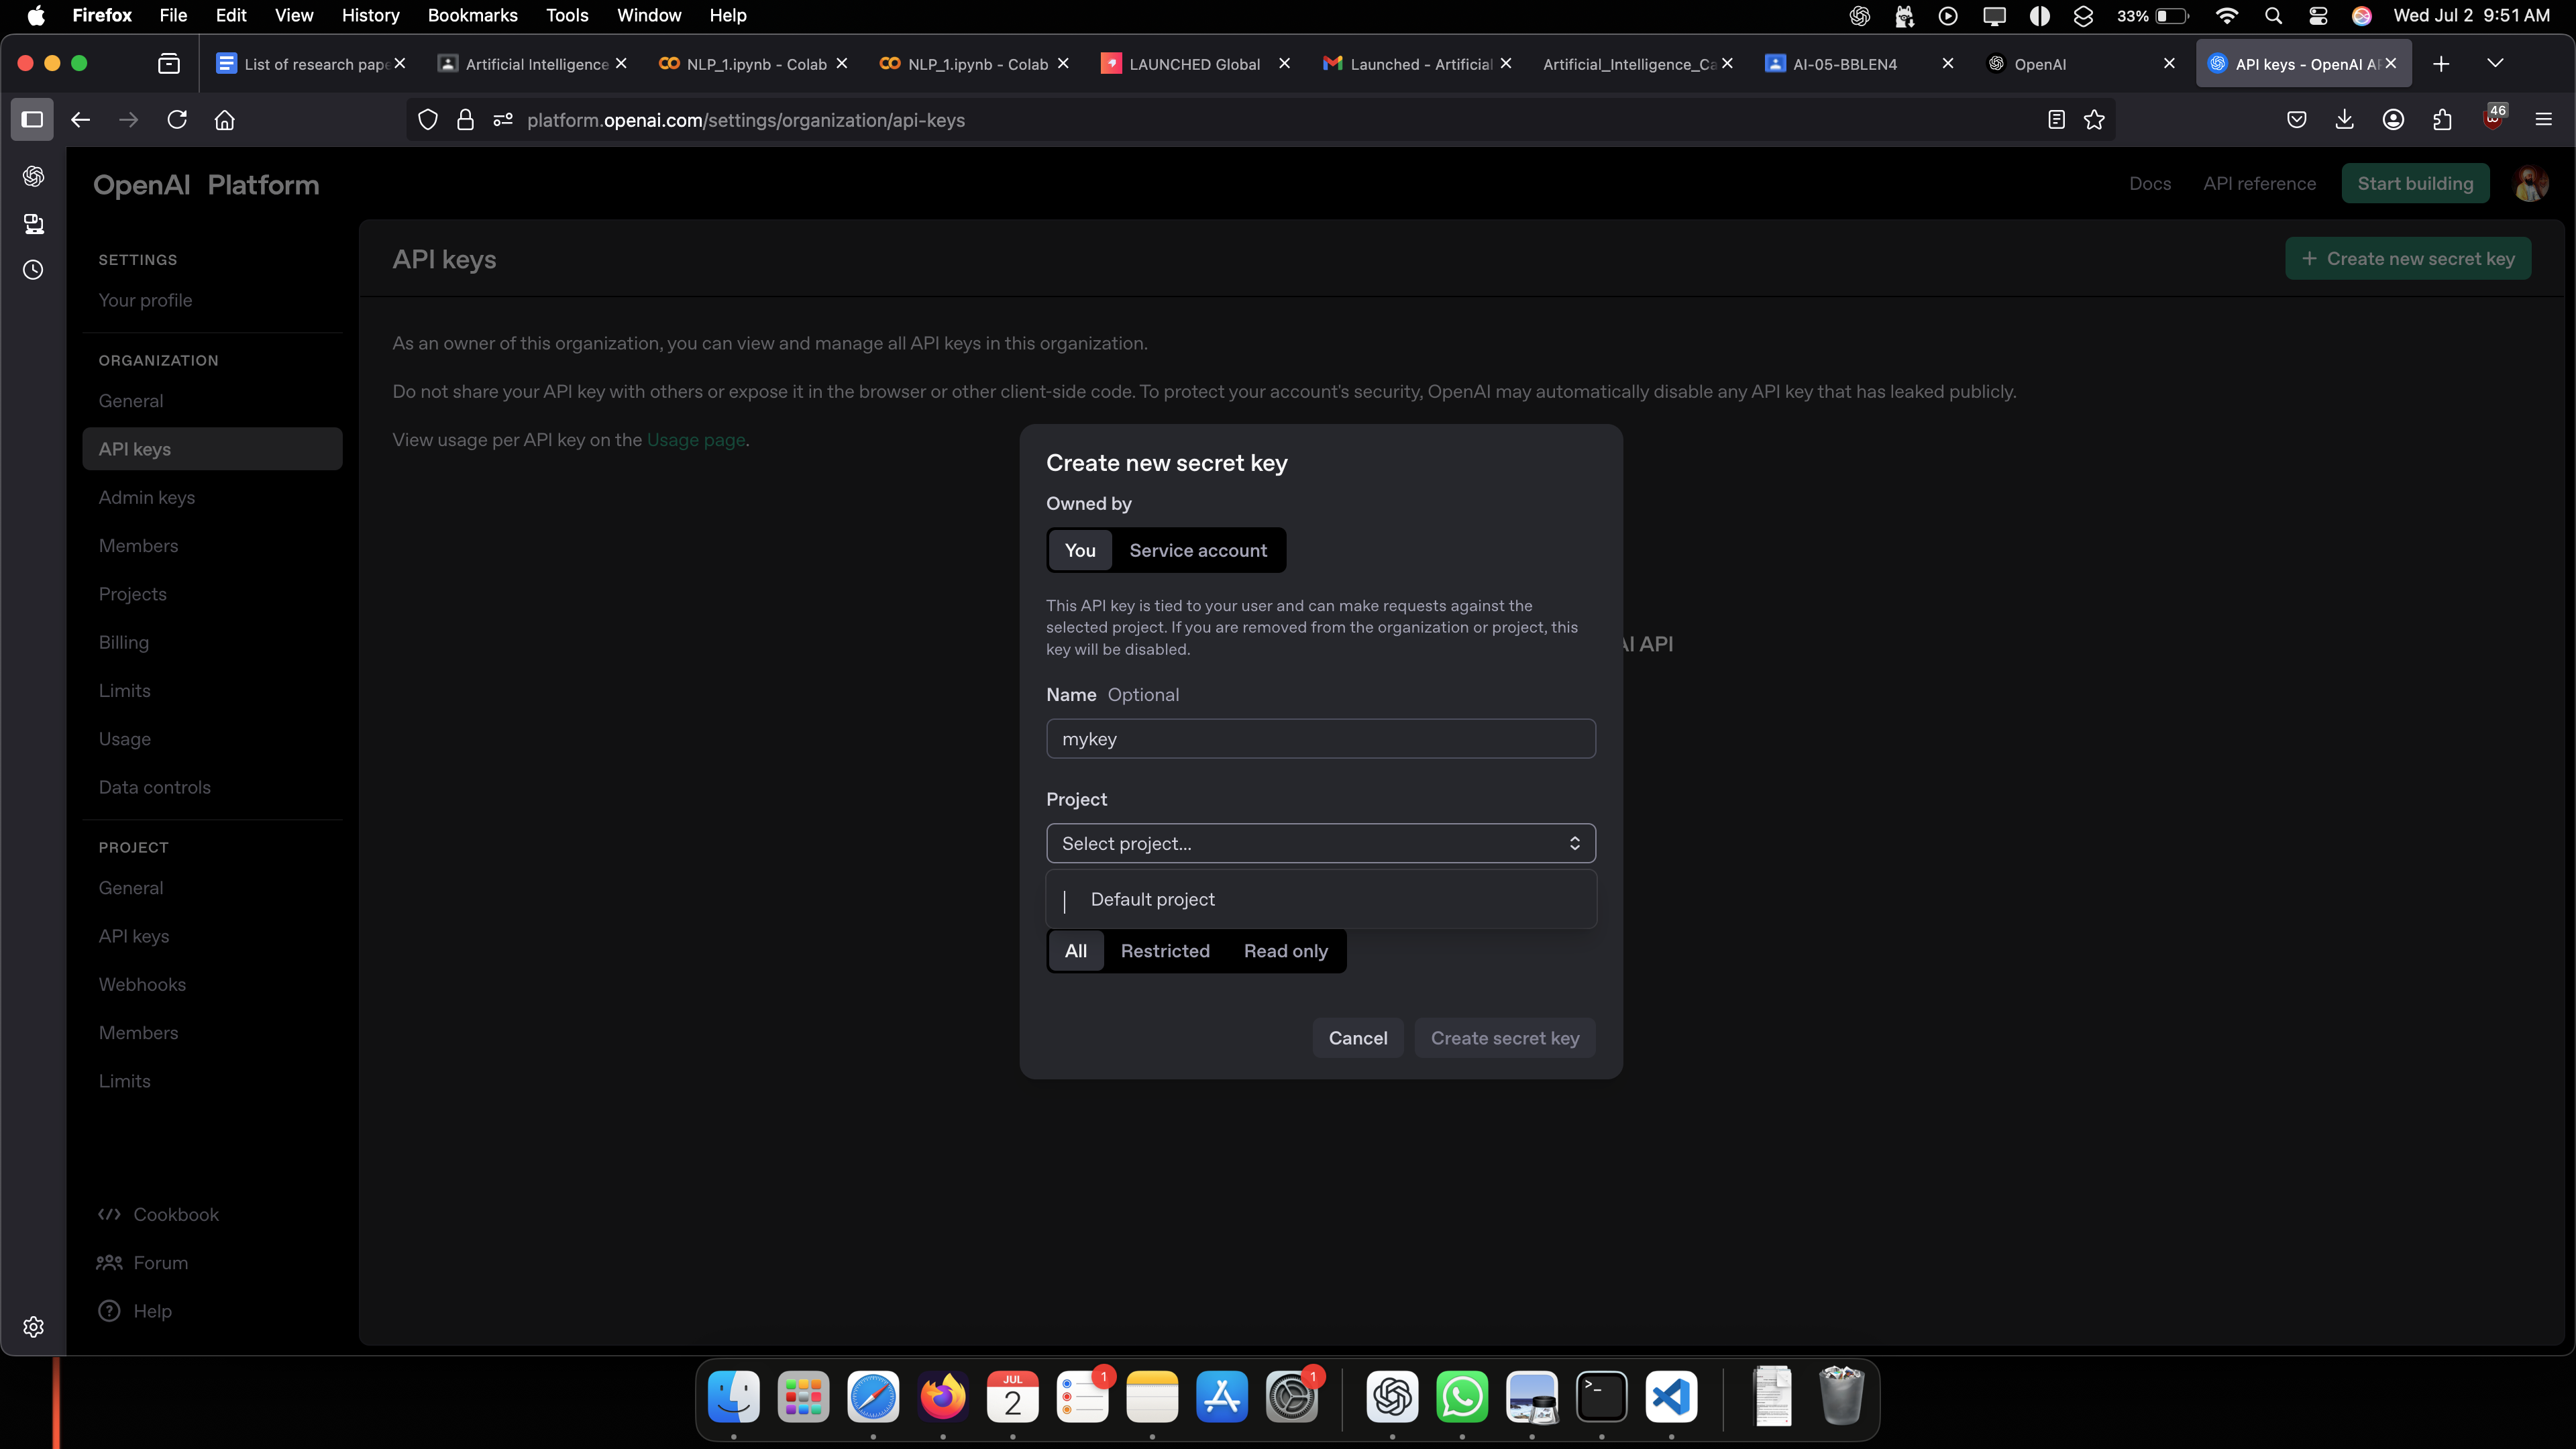 Firefox File Edit View History Bookmarks Tools Window Help 33% Wed Jul 2 9:51 AM
List of research pape Artificial Intelligence NLP_1.ipynb - Colab NLP_1.ipynb - Colab LAUNCHED Global Launched - Artificial Artificial_Intelligence_Ca AI-05-BBLEN4 OpenAI API keys - OpenAI AP
platform.openai.com/settings/organization/api-keys 46
OpenAI Platform Docs API reference Start building
SETTINGS
Your profile
ORGANIZATION
General
API keys
Admin keys
Members
Projects
Billing
Limits
Usage
Data controls
PROJECT
General
API keys
Webhooks
Members
Limits
Cookbook
Forum
Help
API keys
+ Create new secret key
As an owner of this organization, you can view and manage all API keys in this organization.
Do not share your API key with others or expose it in the browser or other client-side code. To protect your account's security, OpenAI may automatically disable any API key that has leaked publicly.
View usage per API key on the Usage page.
AI API
Create new secret key
Owned by
You Service account
This API key is tied to your user and can make requests against the
selected project. If you are removed from the organization or project, this
key will be disabled.
Name Optional
mykey
Project
Select project...
Default project
All Restricted Read only
Cancel Create secret key
JUL
2
1
1
>_